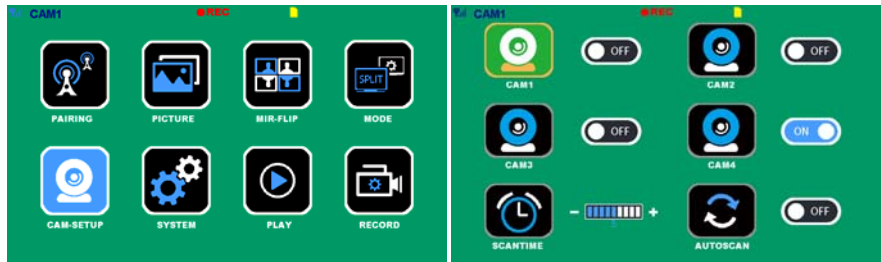 CAM1 REC
PAIRING PICTURE MIR-FLIP SPLIT MODE
CAM-SETUP SYSTEM PLAY RECORD
CAM1 REC
OFF OFF
CAM1 CAM2
OFF ON
CAM3 CAM4
- 5 + OFF
SCANTIME AUTOSCAN